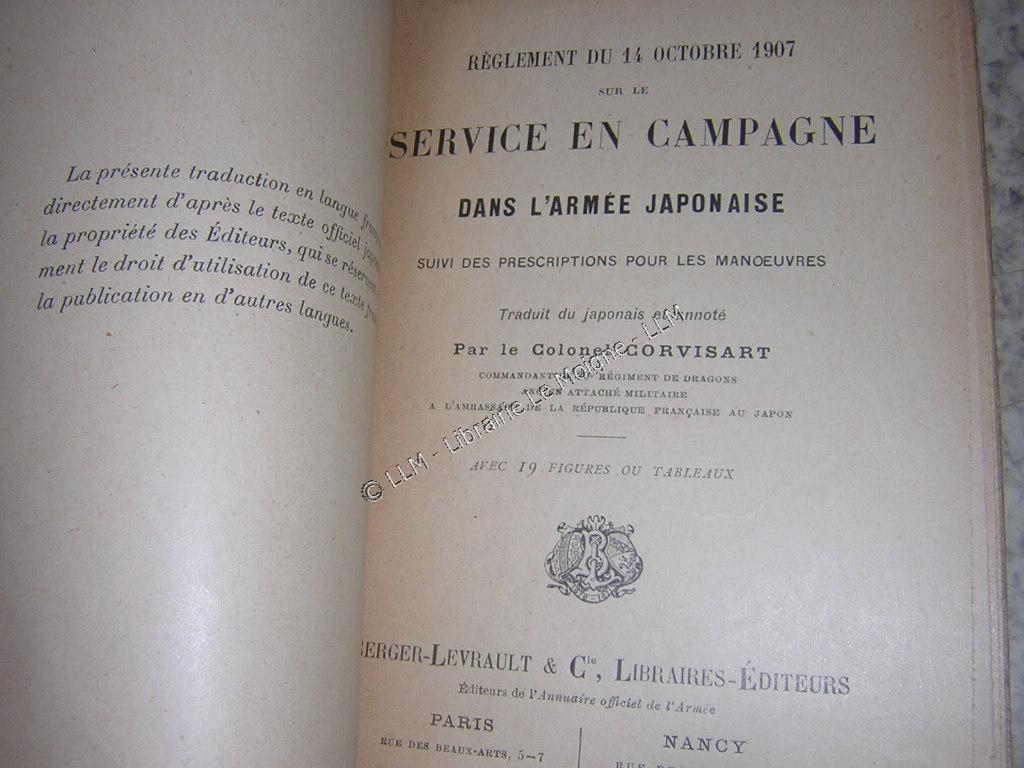 La présente traduction en langue
directement d'après le texte officiel
la propriété des Éditeurs, qui se réservent
ment le droit d'utilisation de ce texte
la publication en d'autres langues.
RÈGLEMENT DU 14 OCTOBRE 1907
SUR LE
SERVICE EN CAMPAGNE
DANS L'ARMÉE JAPONAISE
SUIVI DES PRESCRIPTIONS POUR LES MANŒUVRES
Traduit du japonais et annoté
Par le Colonel CORVISART
COMMANDANT RÉGIMENT DE DRAGONS
ANCIEN ATTACHÉ MILITAIRE
A L'AMBASSADE DE LA RÉPUBLIQUE FRANÇAISE AU JAPON
AVEC 19 FIGURES OU TABLEAUX
© LLM - Librairie Le Moigne - LLM
BERGER-LEVRAULT & Cie, LIBRAIRES-ÉDITEURS
Éditeurs de l'Annuaire officiel de l'Armée
PARIS
RUE DES BEAUX-ARTS, 5-7
NANCY
RUE